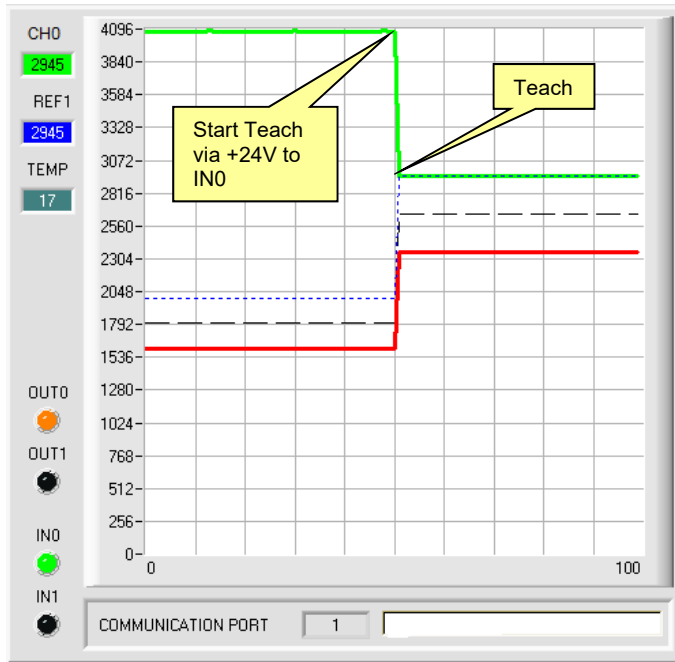 CH0
2945
REF1
2945
TEMP
17
OUT0
OUT1
IN0
IN1
4096
3840
3584
3328
3072
2816
2560
2304
2048
1792
1536
1280
1024
768
512
256
0
0 100
Start Teach
via +24V to
IN0
Teach
COMMUNICATION PORT 1